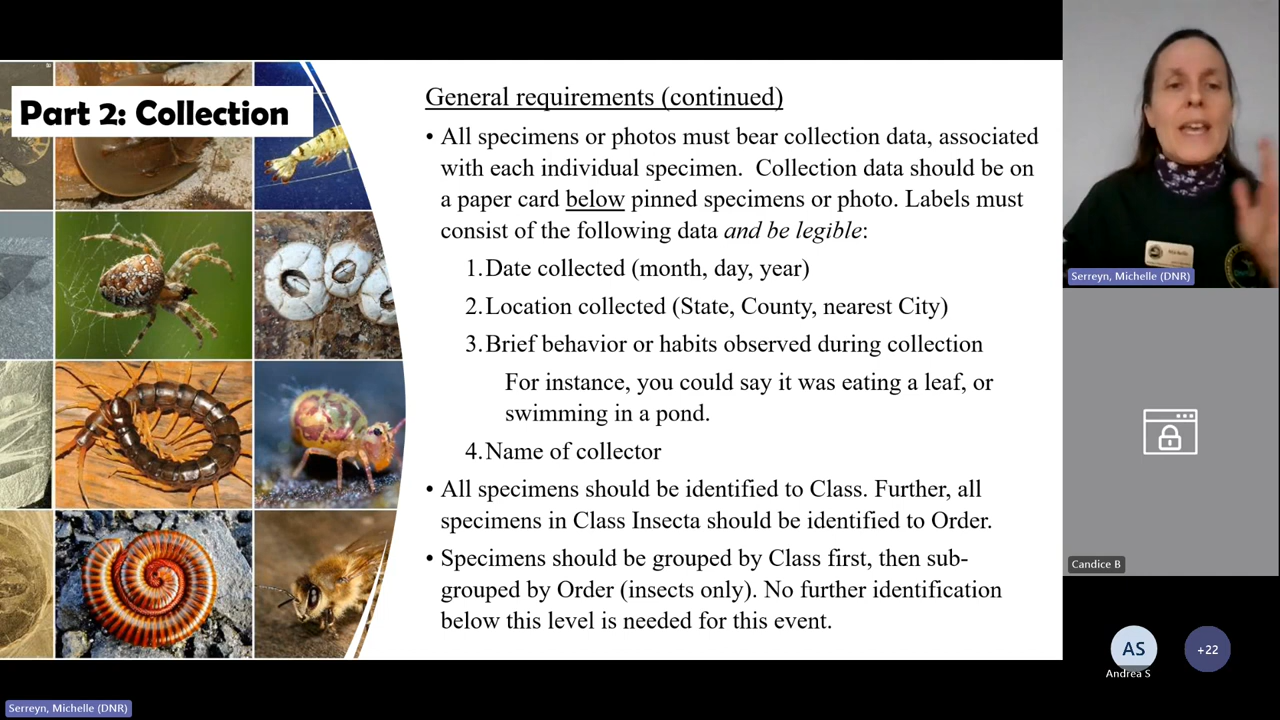 Part 2: Collection
General requirements (continued)
• All specimens or photos must bear collection data, associated
with each individual specimen.  Collection data should be on
a paper card below pinned specimens or photo. Labels must
consist of the following data and be legible:
1. Date collected (month, day, year)
2. Location collected (State, County, nearest City)
3. Brief behavior or habits observed during collection
For instance, you could say it was eating a leaf, or
swimming in a pond.
4. Name of collector
• All specimens should be identified to Class. Further, all
specimens in Class Insecta should be identified to Order.
• Specimens should be grouped by Class first, then sub-
grouped by Order (insects only). No further identification
below this level is needed for this event.
Serreyn, Michelle (DNR)
Candice B
AS
Andrea S
+22
Serreyn, Michelle (DNR)